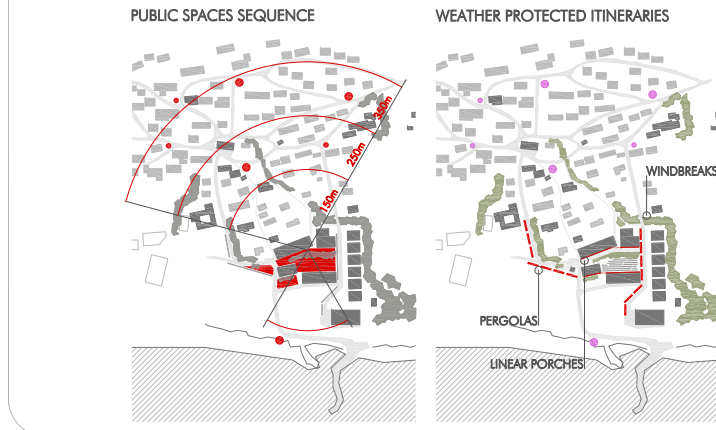 PUBLIC SPACES SEQUENCE
WEATHER PROTECTED ITINERARIES
350m
250m
150m
WINDBREAKS
PERGOLAS
LINEAR PORCHES